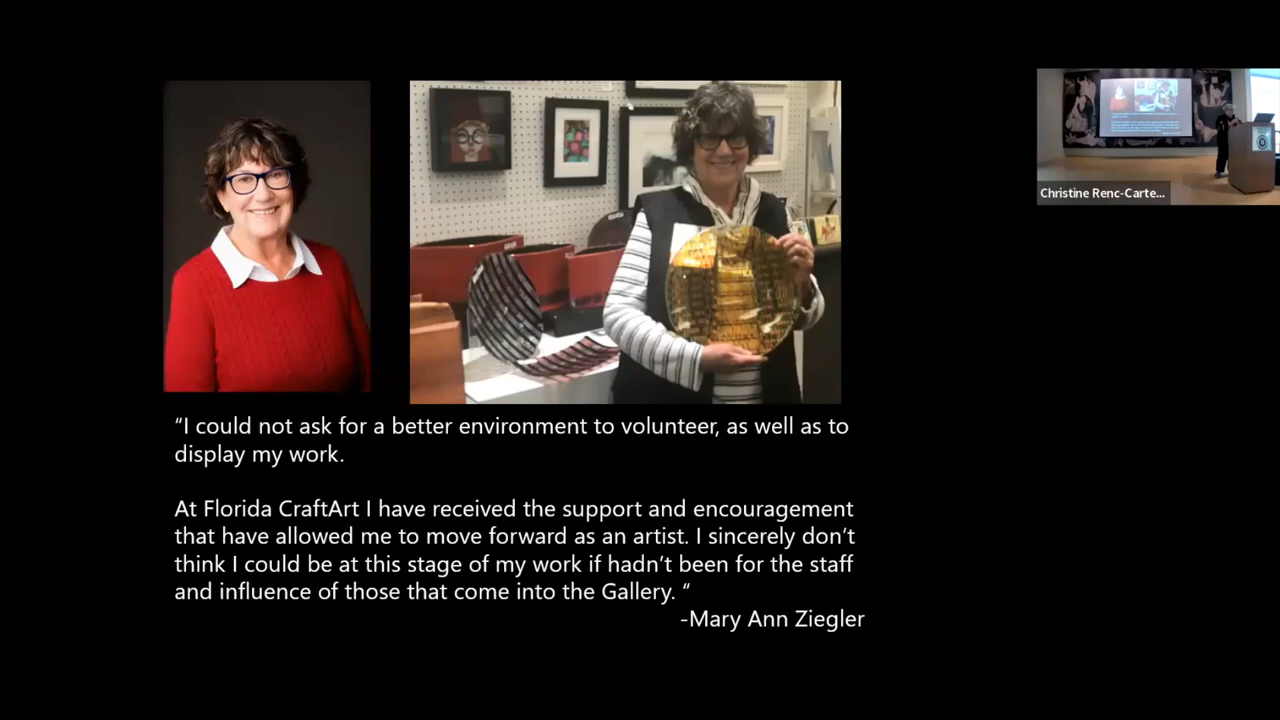 Christine Renc-Carte...
“I could not ask for a better environment to volunteer, as well as to
display my work.
At Florida CraftArt I have received the support and encouragement
that have allowed me to move forward as an artist. I sincerely don’t
think I could be at this stage of my work if hadn’t been for the staff
and influence of those that come into the Gallery. “
-Mary Ann Ziegler